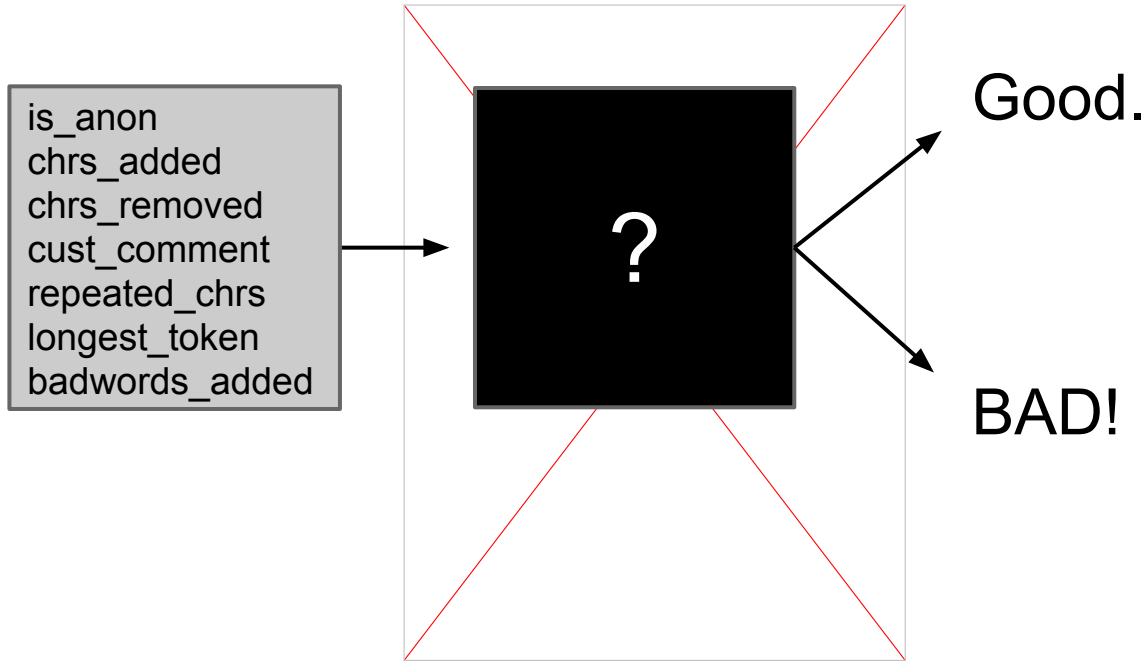 is_anon
chrs_added
chrs_removed
cust_comment
repeated_chrs
longest_token
badwords_added
?
Good.
BAD!